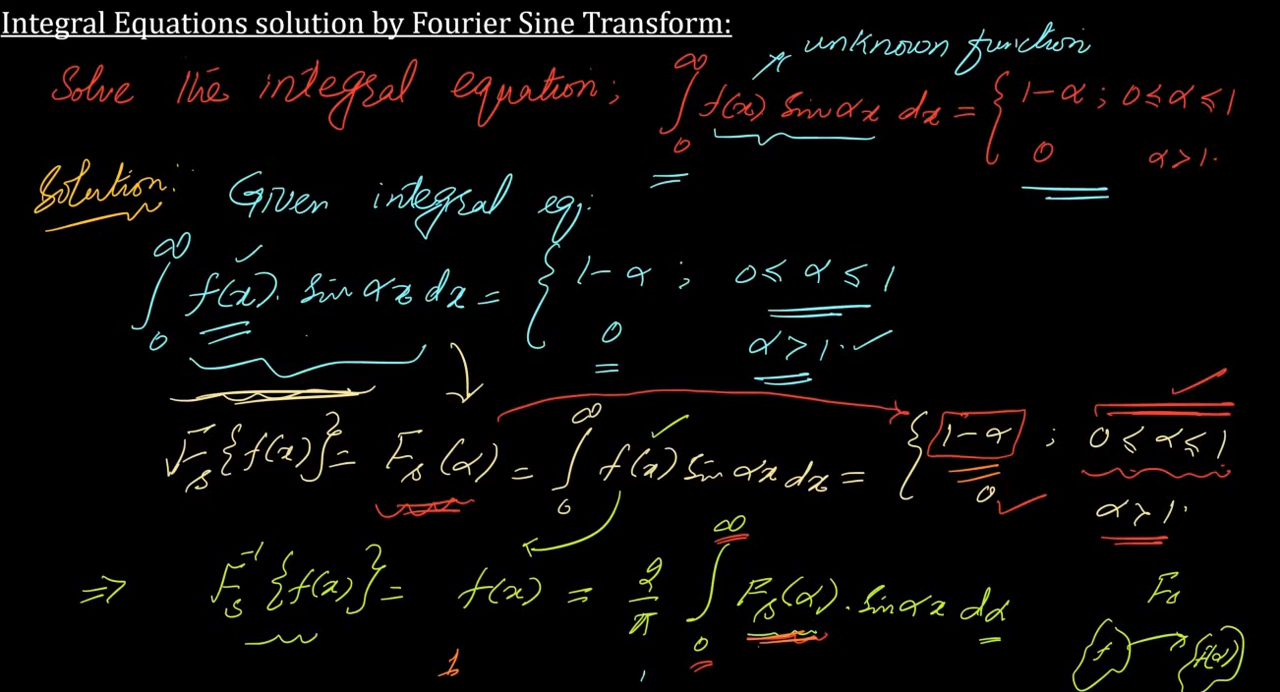 Integral Equations solution by Fourier Sine Transform:
unknown function
Solve the integral equation; ∫₀^∞ f(x) sin αx dx = { 1-α ; 0≤α≤1
0 α>1.
Solution: Given integral eq:
∫₀^∞ f(x). sin αx dx = { 1-α ; 0≤α≤1
0 α>1.
F_s{f(x)} = F_s(α) = ∫₀^∞ f(x) sin αx dx = { 1-α ; 0≤α≤1
0 α>1.
⇒ F_s^{-1}{f(x)} = f(x) = 2/π ∫₀^∞ F_s(α). sin αx dα
F_s
{f} → {f(α)}